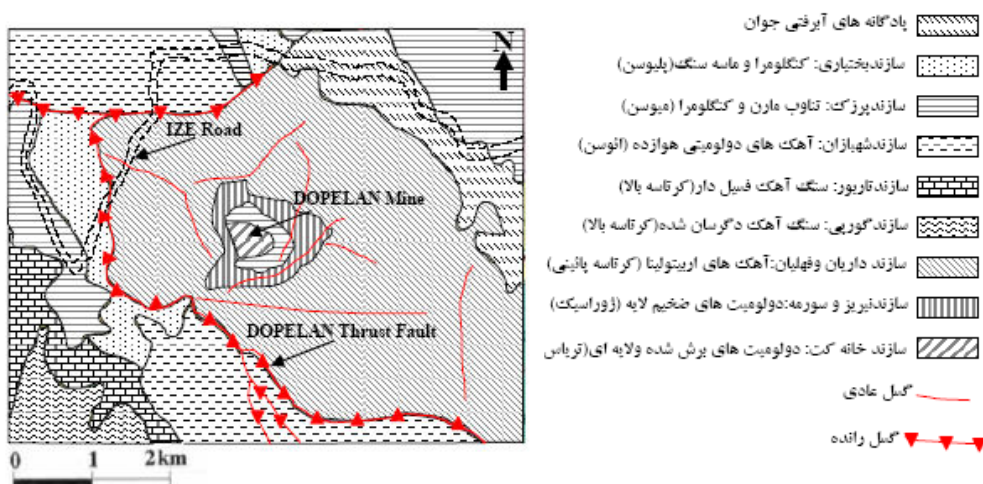 N
IZE Road
DOPELAN Mine
DOPELAN Thrust Fault
0 1 2km
پادگانه های آبرفتی جوان
سازندبختیاری: کنگلومرا و ماسه سنگ(پلیوسن)
سازندپرزک: تناوب مارن و کنگلومرا (میوسن)
سازندشهبازان: آهک های دولومیتی هوازده (ائوسن)
سازندتاربور: سنگ آهک فسیل دار(کرتاسه بالا)
سازندگورپی: سنگ آهک دگرسان شده(کرتاسه بالا)
سازند داریان وفهلیان:آهک های اربیتولینا (کرتاسه پائینی)
سازندنیریز و سورمه:دولومیت های ضخیم لایه (ژوراسیک)
سازند خانه کت: دولومیت های برش شده ولایه ای(تریاس
گسل عادی
گسل رانده